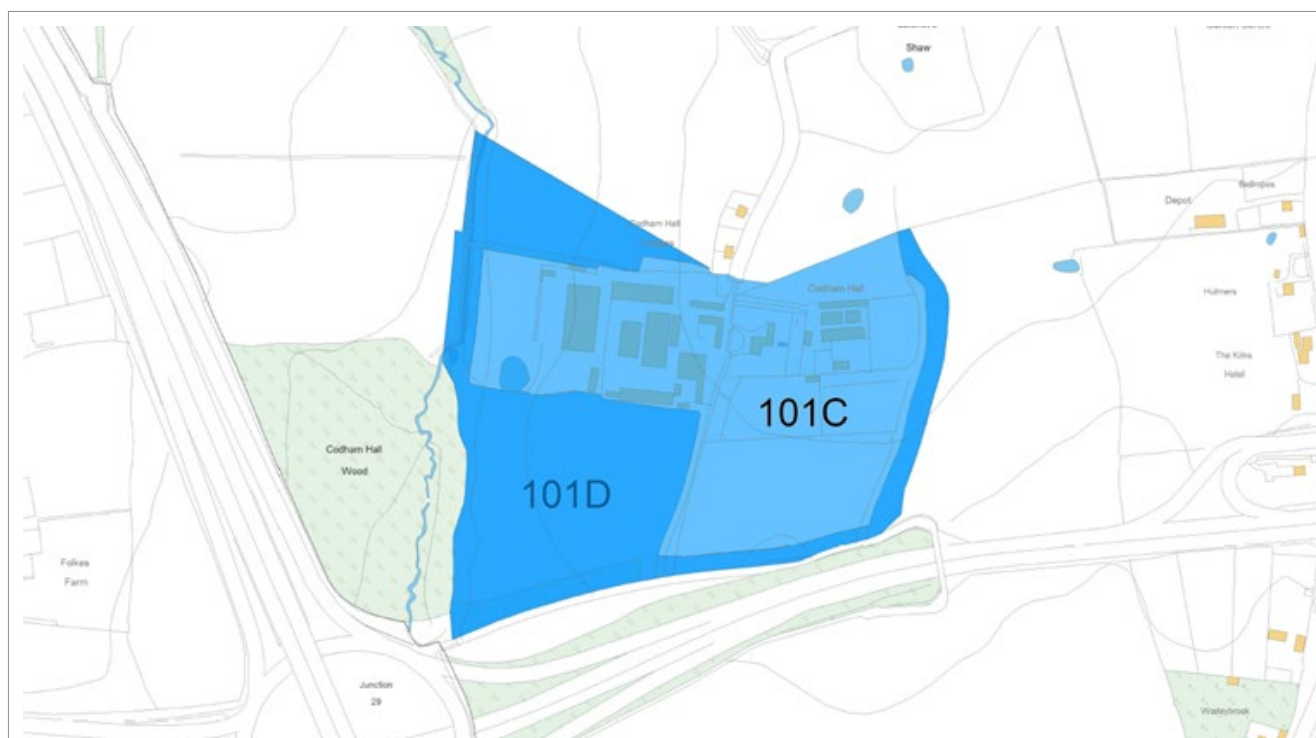 Shaw
Depot
Codham Hall
Codham Hall
Hulmers
The Kilns
Hotel
101C
Codham Hall
Wood
101D
Folkes
Farm
Junction
29